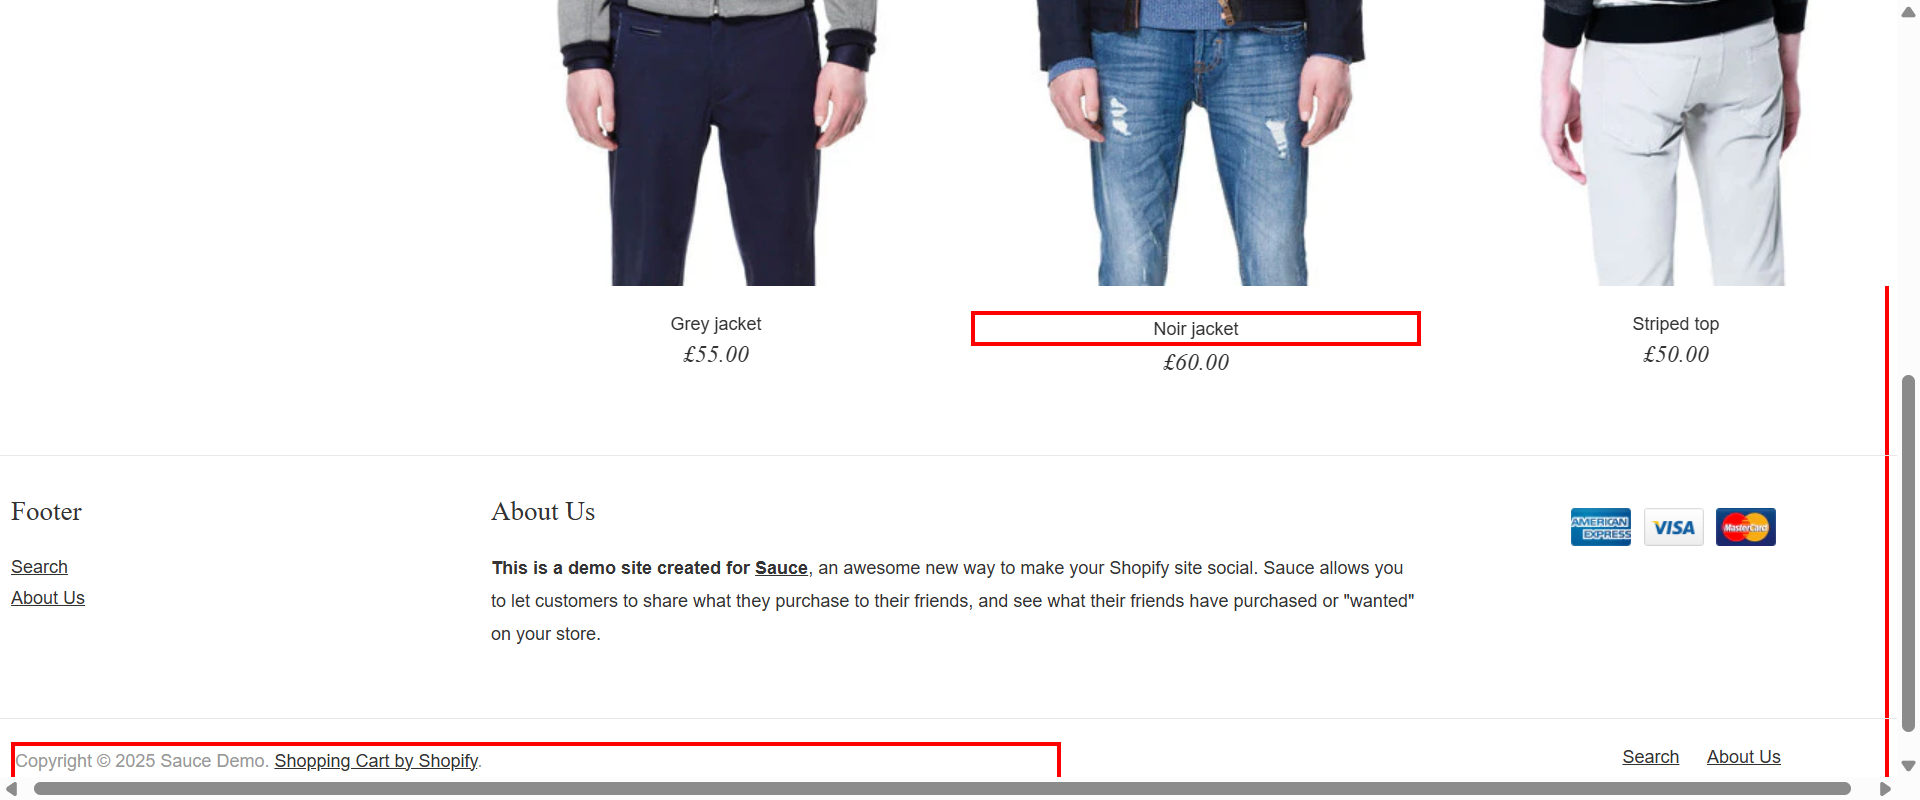 Grey jacket
£55.00
Noir jacket
£60.00
Striped top
£50.00
Footer
Search
About Us
About Us
This is a demo site created for Sauce, an awesome new way to make your Shopify site social. Sauce allows you
to let customers to share what they purchase to their friends, and see what their friends have purchased or "wanted"
on your store.
AMERICAN
EXPRESS
VISA
MasterCard
Copyright © 2025 Sauce Demo. Shopping Cart by Shopify.
Search
About Us